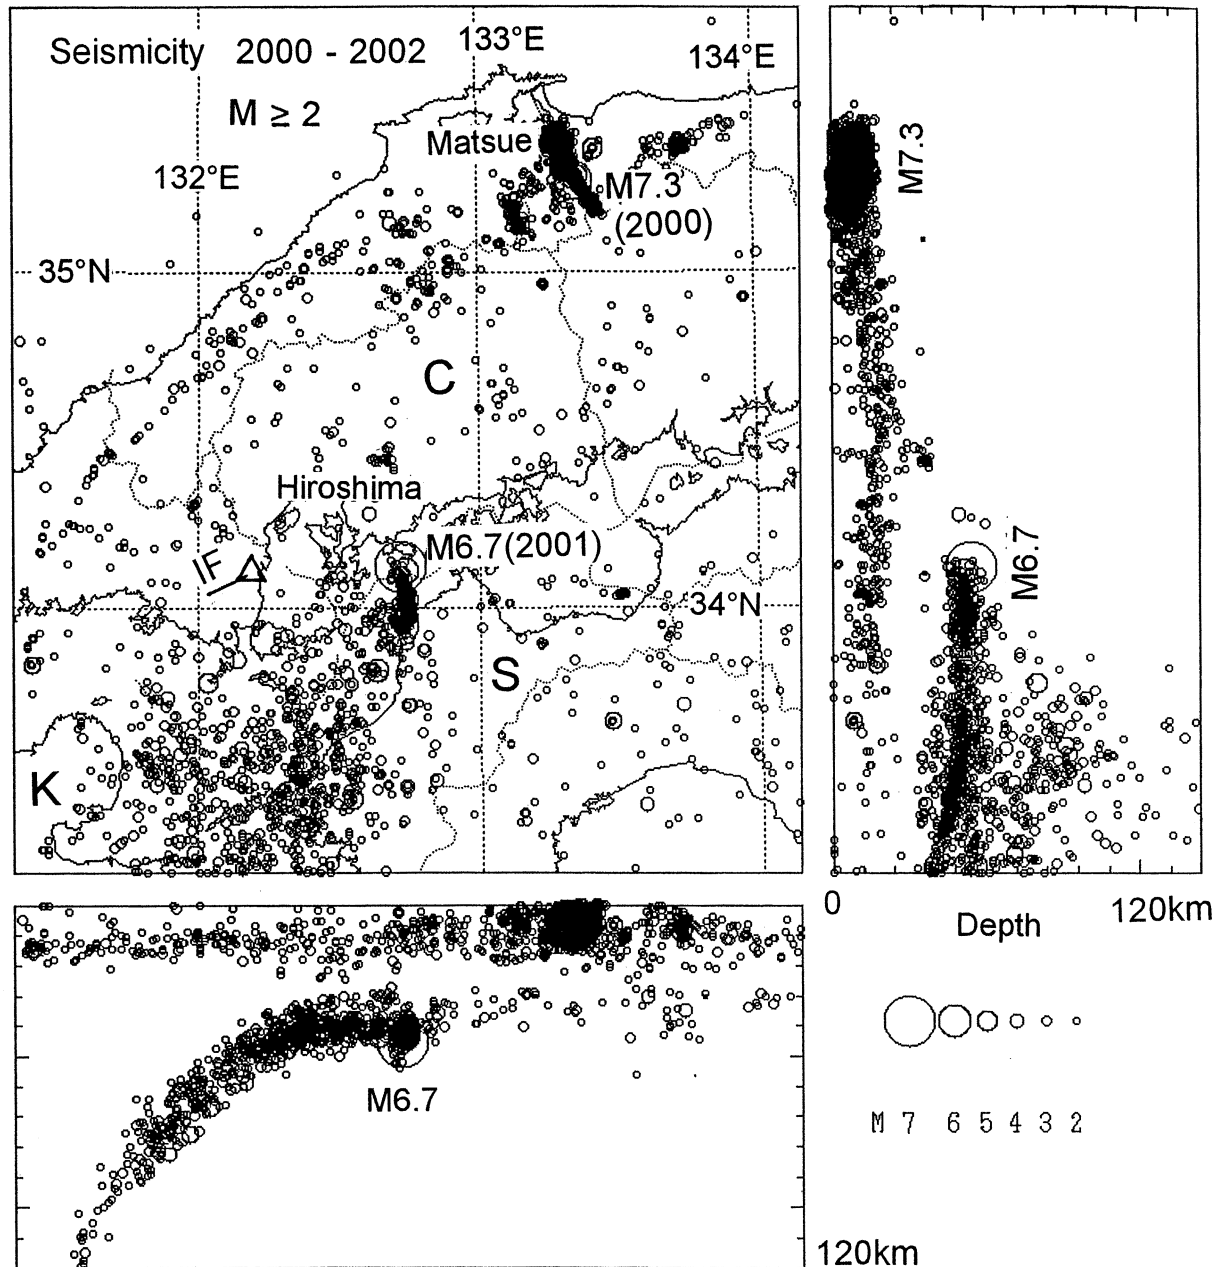 Seismicity 2000 - 2002
M ≥ 2
133°E
134°E
132°E
Matsue
M7.3
(2000)
35°N
C
Hiroshima
M6.7(2001)
IF
34°N
S
K
M7.3
M6.7
0
120km
Depth
M6.7
M 7 6 5 4 3 2
120km